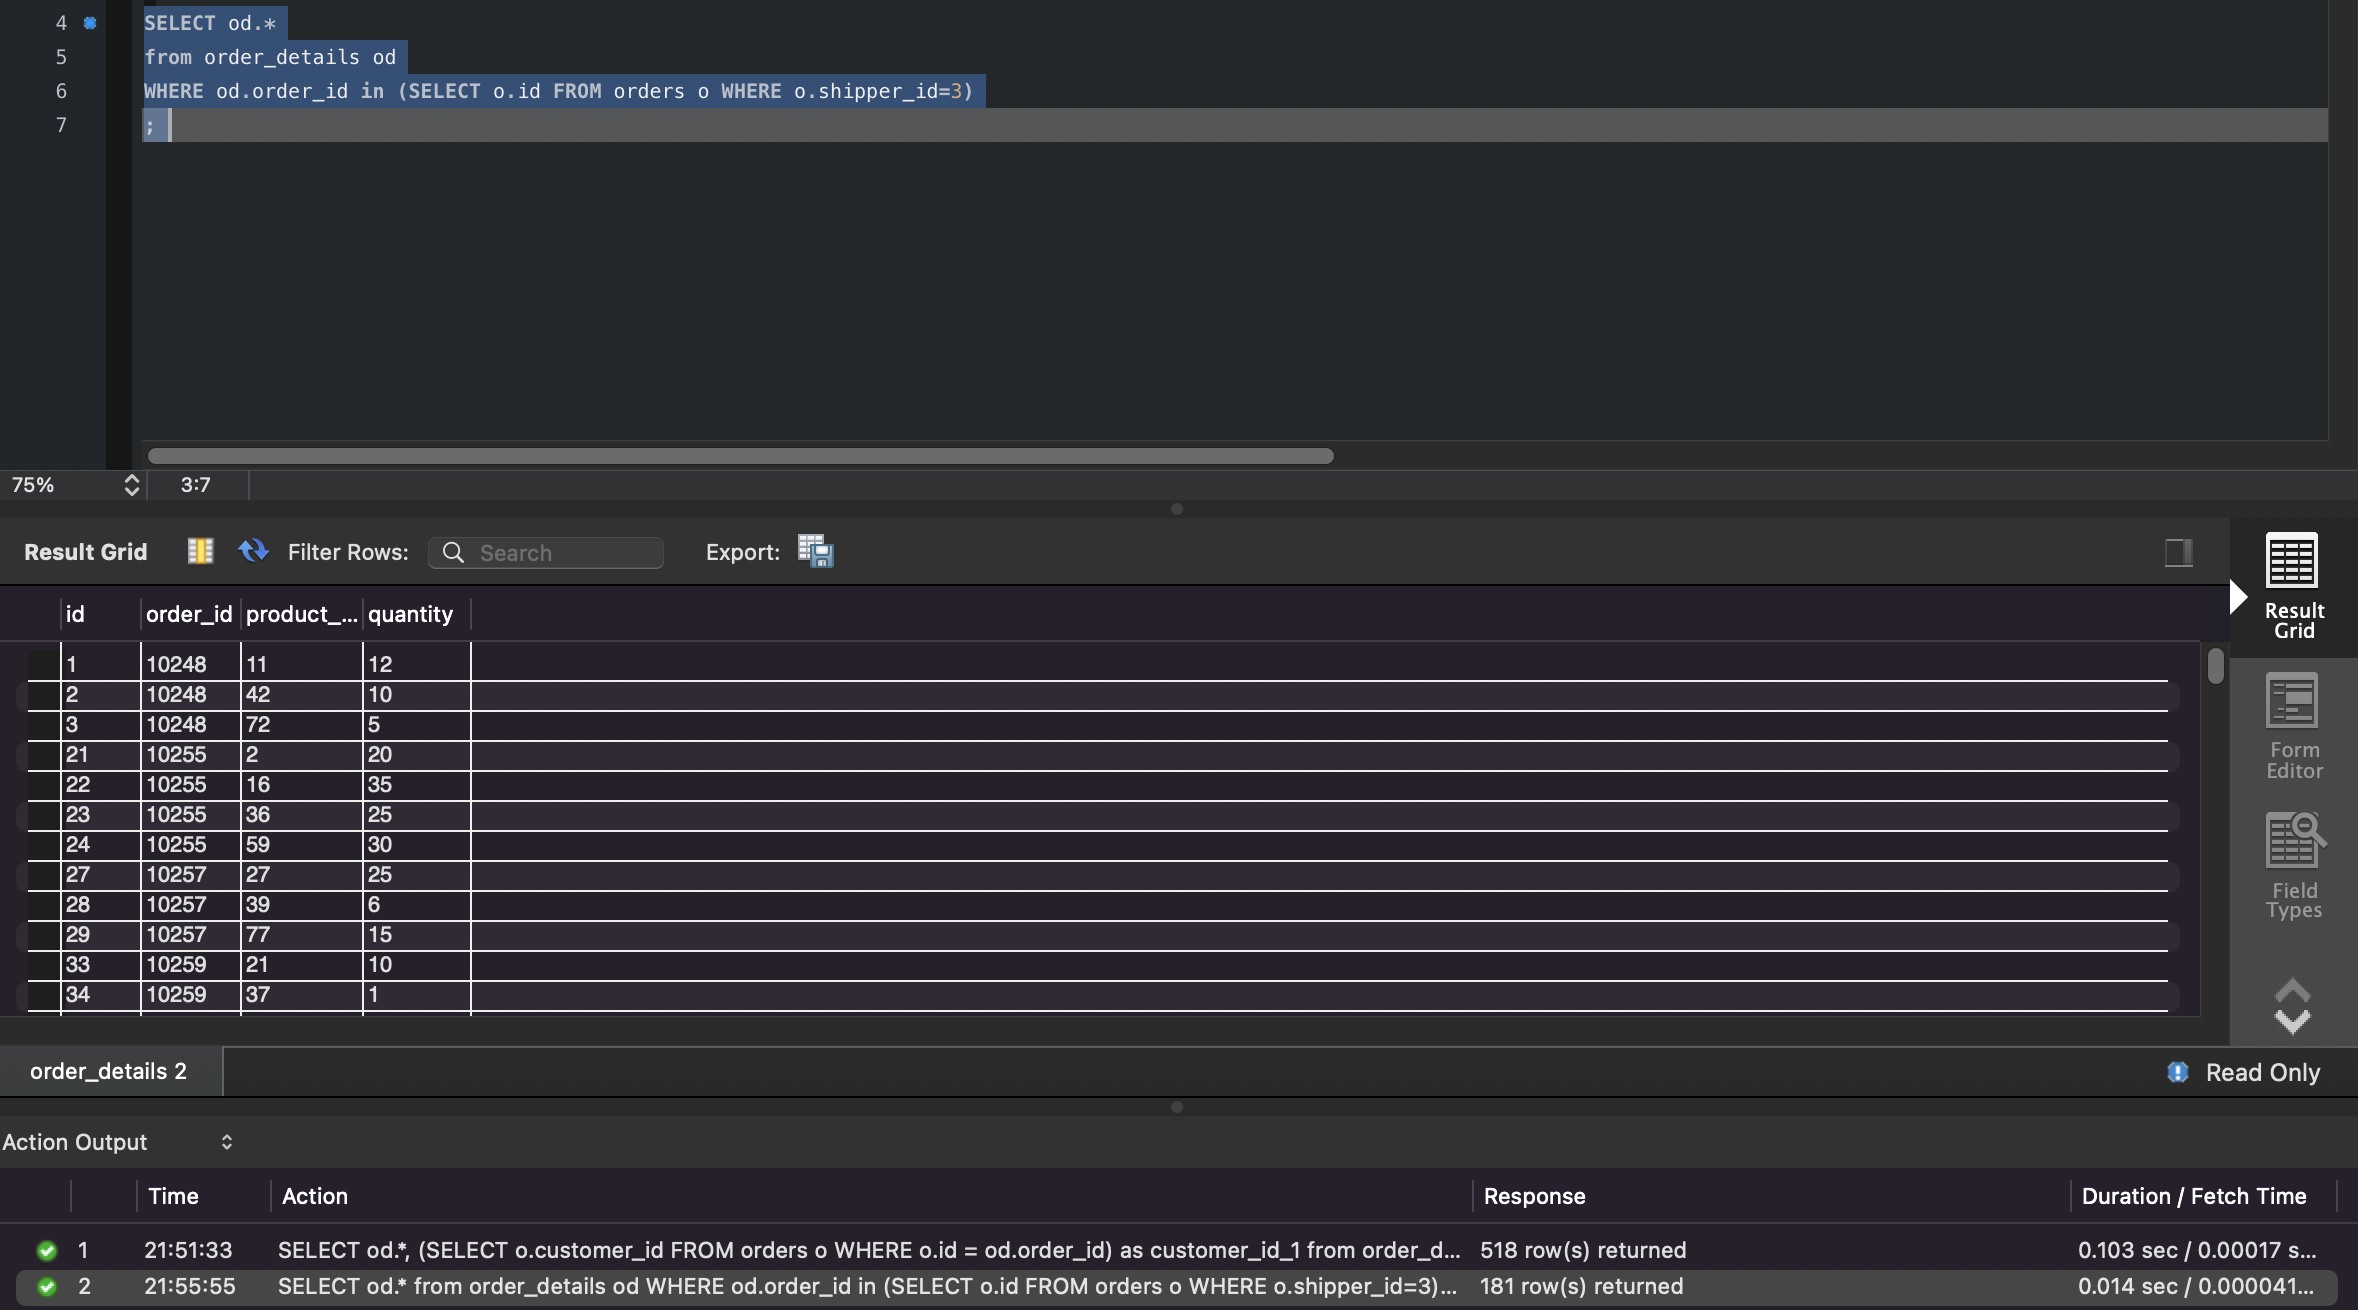 4 SELECT od.*
5 from order_details od
6 WHERE od.order_id in (SELECT o.id FROM orders o WHERE o.shipper_id=3)
7 ;
75% 3:7
Result Grid Filter Rows: Search Export:
id order_id product_... quantity
1 10248 11 12
2 10248 42 10
3 10248 72 5
21 10255 2 20
22 10255 16 35
23 10255 36 25
24 10255 59 30
27 10257 27 25
28 10257 39 6
29 10257 77 15
33 10259 21 10
34 10259 37 1
Result
Grid
Form
Editor
Field
Types
order_details 2 Read Only
Action Output
Time Action Response Duration / Fetch Time
1 21:51:33 SELECT od.*, (SELECT o.customer_id FROM orders o WHERE o.id = od.order_id) as customer_id_1 from order_d... 518 row(s) returned 0.103 sec / 0.00017 s...
2 21:55:55 SELECT od.* from order_details od WHERE od.order_id in (SELECT o.id FROM orders o WHERE o.shipper_id=3)... 181 row(s) returned 0.014 sec / 0.000041...